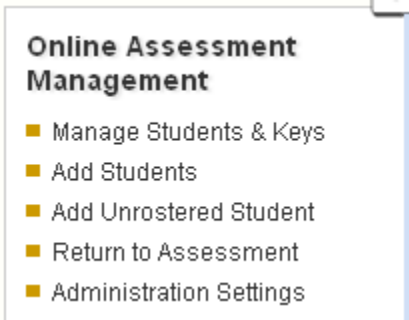 Online Assessment
Management
Manage Students & Keys
Add Students
Add Unrostered Student
Return to Assessment
Administration Settings